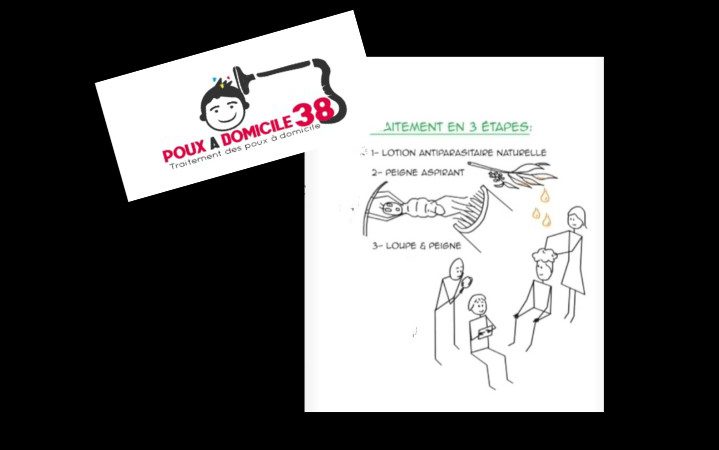 POUX A DOMICILE 38
Traitement des poux à domicile
AITEMENT EN 3 ÉTAPES:
1- LOTION ANTIPARASITAIRE NATURELLE
2- PEIGNE ASPIRANT
3- LOUPE & PEIGNE